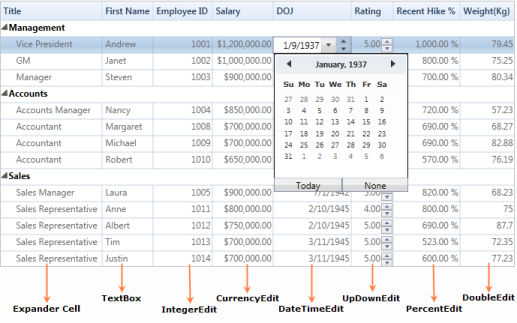 Title First Name Employee ID Salary DOJ Rating Recent Hike % Weight(Kg)
Management
Vice President Andrew 1001 $1,200,000.00 1/9/1937 5.00 1,000.00 % 79.45
GM Janet 1002 $1,000,000.00 800.00 % 75.25
Manager Steven 1003 $900,000.00 700.00 % 80.34
January, 1937
Su Mo Tu We Th Fr Sa
27 28 29 30 31 1 2
3 4 5 6 7 8 9
10 11 12 13 14 15 16
17 18 19 20 21 22 23
24 25 26 27 28 29 30
31 1 2 3 4 5 6
Today None
Accounts
Accounts Manager Nancy 1004 $850,000.00 720.00 % 57.23
Accountant Margaret 1008 $700,000.00 690.00 % 68.27
Accountant Michael 1009 $700,000.00 690.00 % 82.88
Accountant Robert 1010 $650,000.00 570.00 % 76.19
Sales
Sales Manager Laura 1005 $900,000.00 820.00 % 68.23
Sales Representative Anne 1011 $800,000.00 2/10/1945 4.00 800.00 % 75
Sales Representative Albert 1012 $750,000.00 2/10/1945 5.00 690.00 % 87.7
Sales Representative Tim 1013 $700,000.00 3/11/1945 5.00 523.00 % 72.35
Sales Representative Justin 1014 $700,000.00 3/11/1945 5.00 600.00 % 77.23
Expander Cell TextBox IntegerEdit CurrencyEdit DateTimeEdit UpDownEdit PercentEdit DoubleEdit